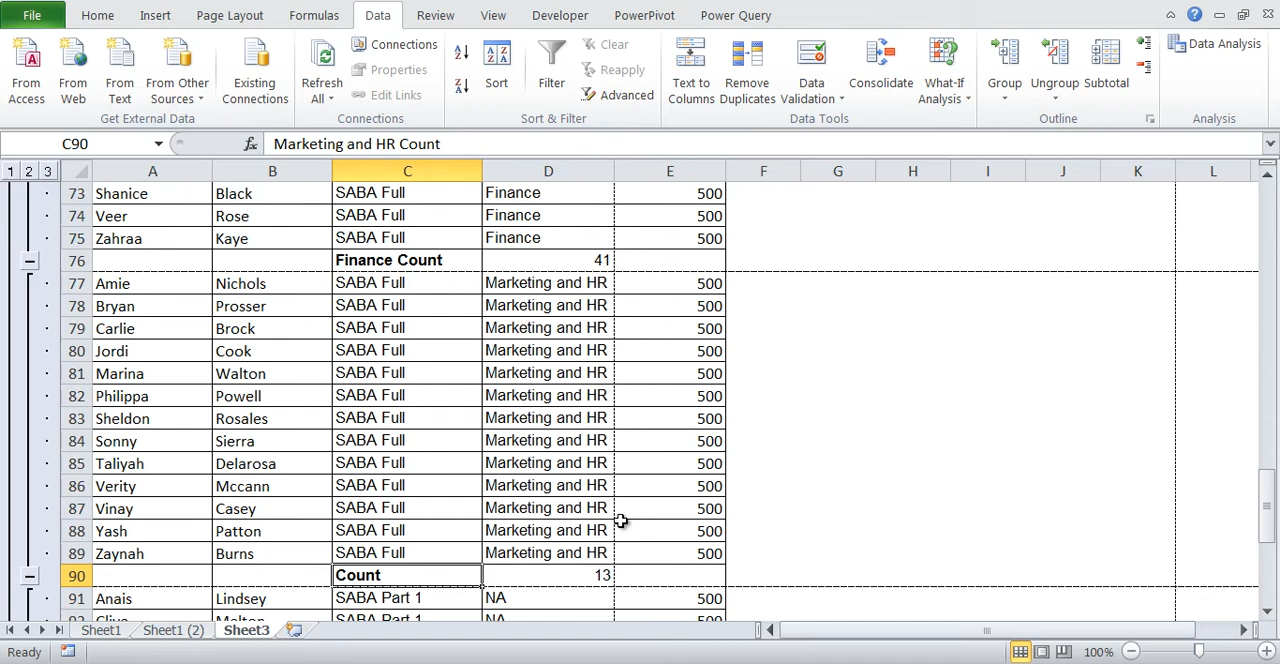 File Home Insert Page Layout Formulas Data Review View Developer PowerPivot Power Query
From Access From Web From Text From Other Sources Existing Connections Refresh All Connections Properties Edit Links Sort Filter Clear Reapply Advanced Text to Columns Remove Duplicates Data Validation Consolidate What-If Analysis Group Ungroup Subtotal Data Analysis
Get External Data Connections Sort & Filter Data Tools Outline Analysis
C90 fx Marketing and HR Count
1 2 3 A B C D E F G H I J K L
73 Shanice Black SABA Full Finance 500
74 Veer Rose SABA Full Finance 500
75 Zahraa Kaye SABA Full Finance 500
76 Finance Count 41
77 Amie Nichols SABA Full Marketing and HR 500
78 Bryan Prosser SABA Full Marketing and HR 500
79 Carlie Brock SABA Full Marketing and HR 500
80 Jordi Cook SABA Full Marketing and HR 500
81 Marina Walton SABA Full Marketing and HR 500
82 Philippa Powell SABA Full Marketing and HR 500
83 Sheldon Rosales SABA Full Marketing and HR 500
84 Sonny Sierra SABA Full Marketing and HR 500
85 Taliyah Delarosa SABA Full Marketing and HR 500
86 Verity Mccann SABA Full Marketing and HR 500
87 Vinay Casey SABA Full Marketing and HR 500
88 Yash Patton SABA Full Marketing and HR 500
89 Zaynah Burns SABA Full Marketing and HR 500
90 Count 13
91 Anais Lindsey SABA Part 1 NA 500
Sheet1 Sheet1 (2) Sheet3
Ready 100%